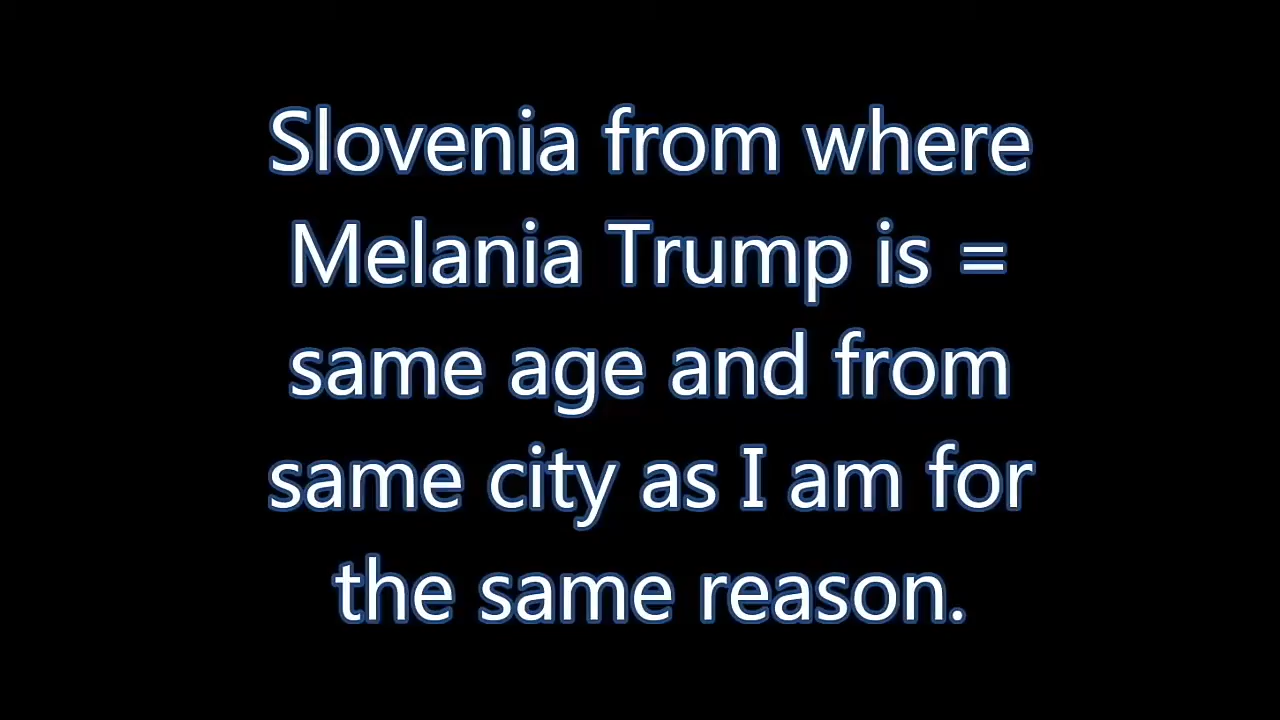 Slovenia from where
Melania Trump is =
same age and from
same city as I am for
the same reason.